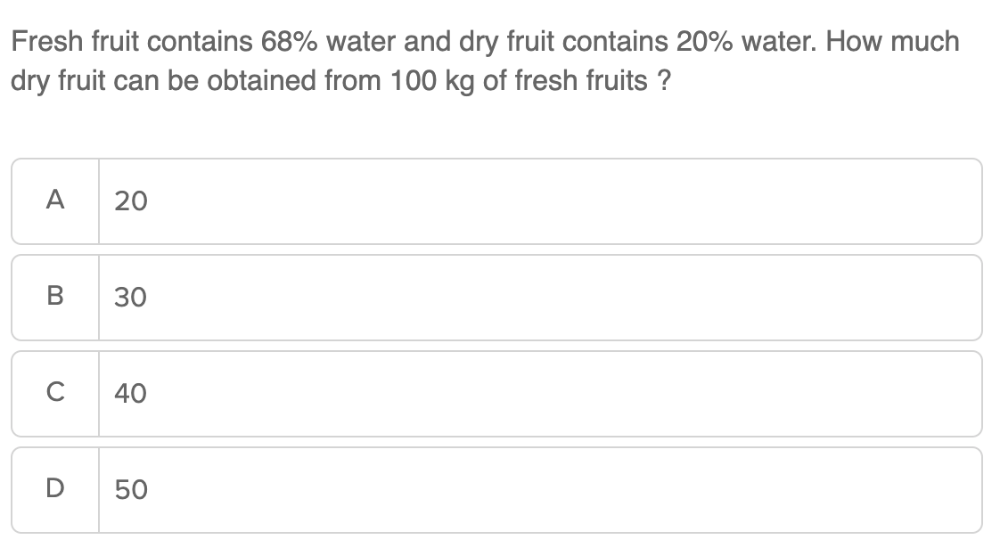 Fresh fruit contains 68% water and dry fruit contains 20% water. How much
dry fruit can be obtained from 100 kg of fresh fruits ?
A 20
B 30
C 40
D 50